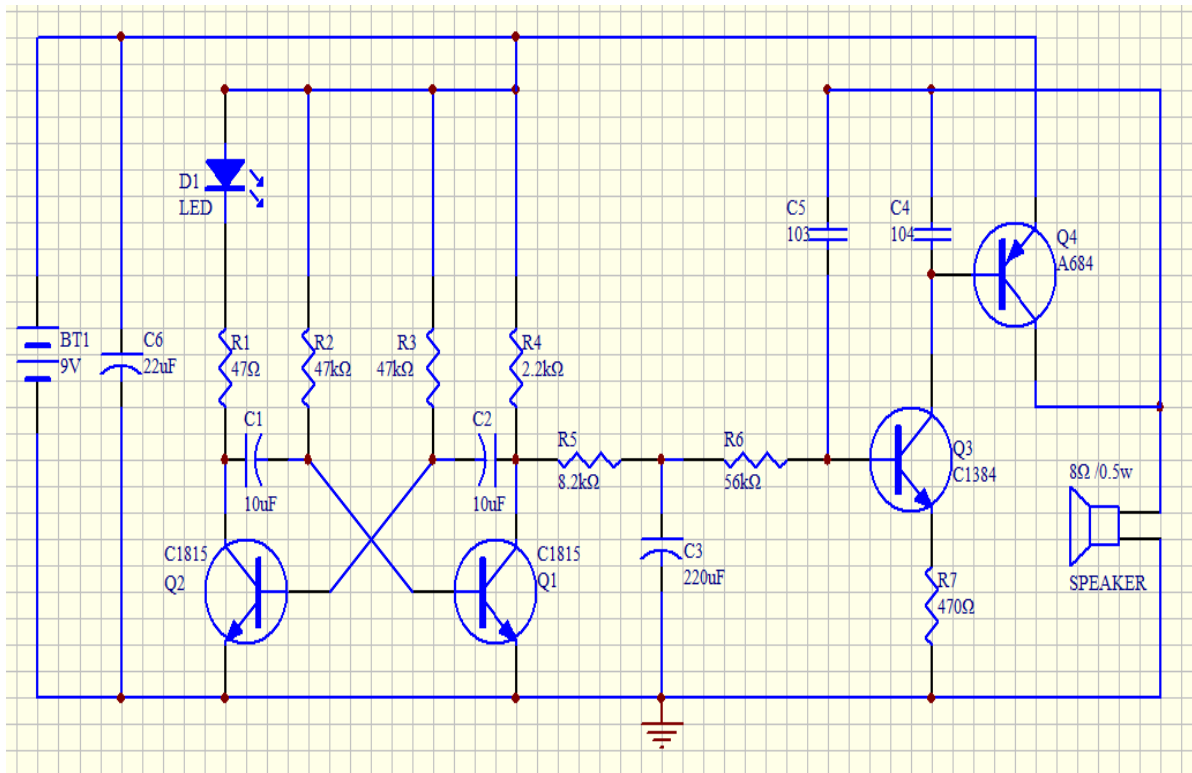 D1
LED
C5
103
C4
104
Q4
A684
BT1
9V
C6
22uF
R1
47Ω
R2
47kΩ
R3
47kΩ
R4
2.2kΩ
C1
10uF
C2
10uF
R5
8.2kΩ
R6
56kΩ
Q3
C1384
8Ω /0.5w
SPEAKER
C1815
Q2
C1815
Q1
C3
220uF
R7
470Ω